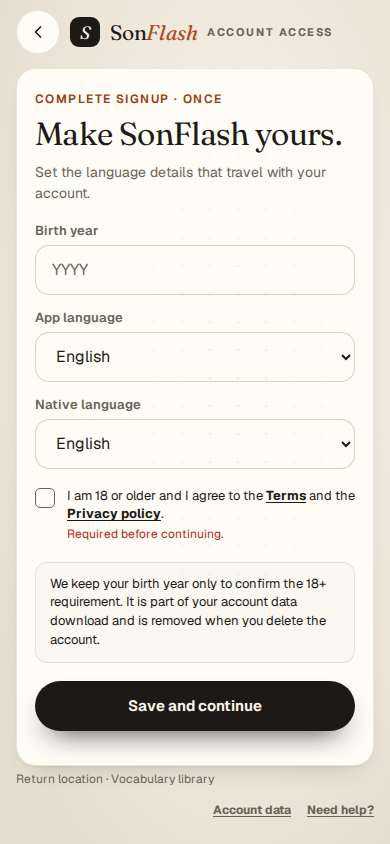 S SonFlash ACCOUNT ACCESS
COMPLETE SIGNUP · ONCE
Make SonFlash yours.
Set the language details that travel with your
account.
Birth year
YYYY
App language
English
Native language
English
I am 18 or older and I agree to the Terms and the
Privacy policy.
Required before continuing.
We keep your birth year only to confirm the 18+
requirement. It is part of your account data
download and is removed when you delete the
account.
Save and continue
Return location · Vocabulary library
Account data Need help?